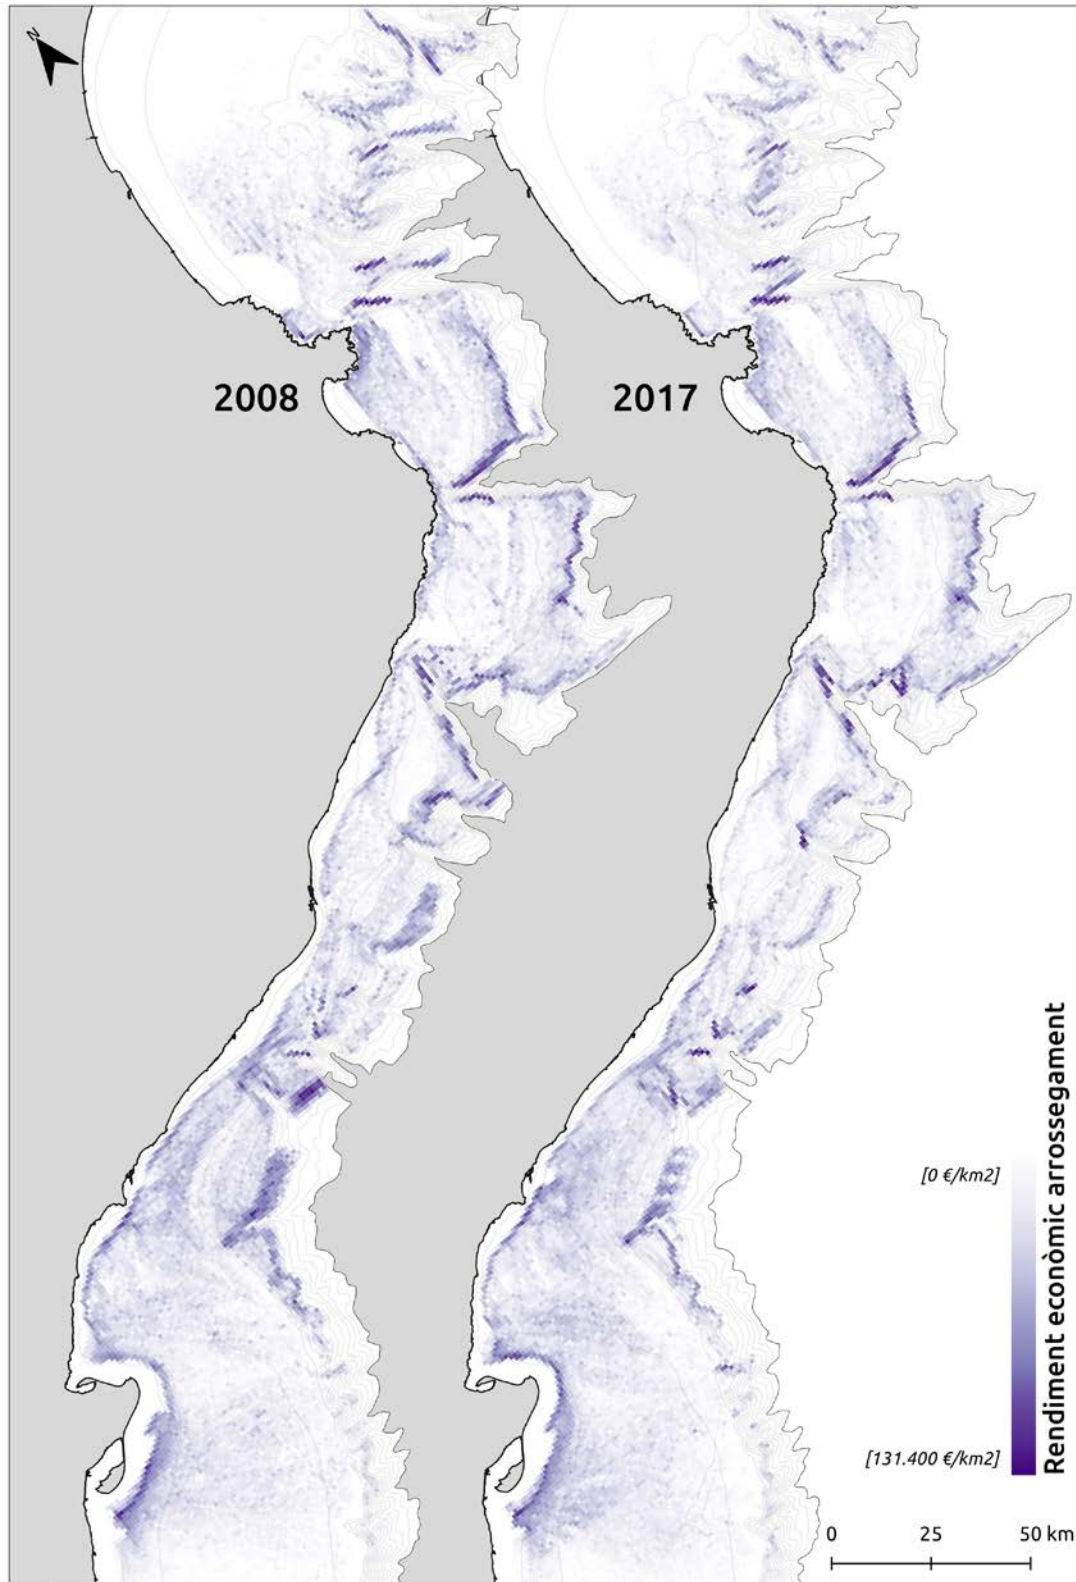 N
2008
2017
Rendiment econòmic arrossegament
[0 €/km2]
[131.400 €/km2]
0 25 50 km